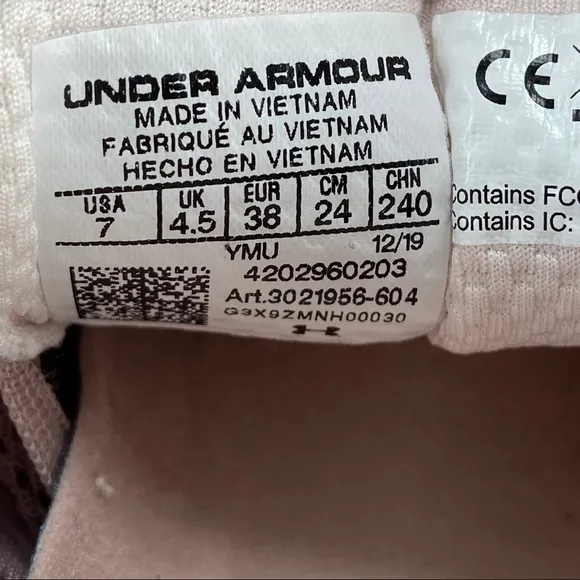 UNDER ARMOUR
MADE IN VIETNAM
FABRIQUÉ AU VIETNAM
HECHO EN VIETNAM
USA UK EUR CM CHN
7 4.5 38 24 240
YMU 12/19
4202960203
Art.3021956-604
G3X9ZMNH00030
CE
Contains FC
Contains IC: